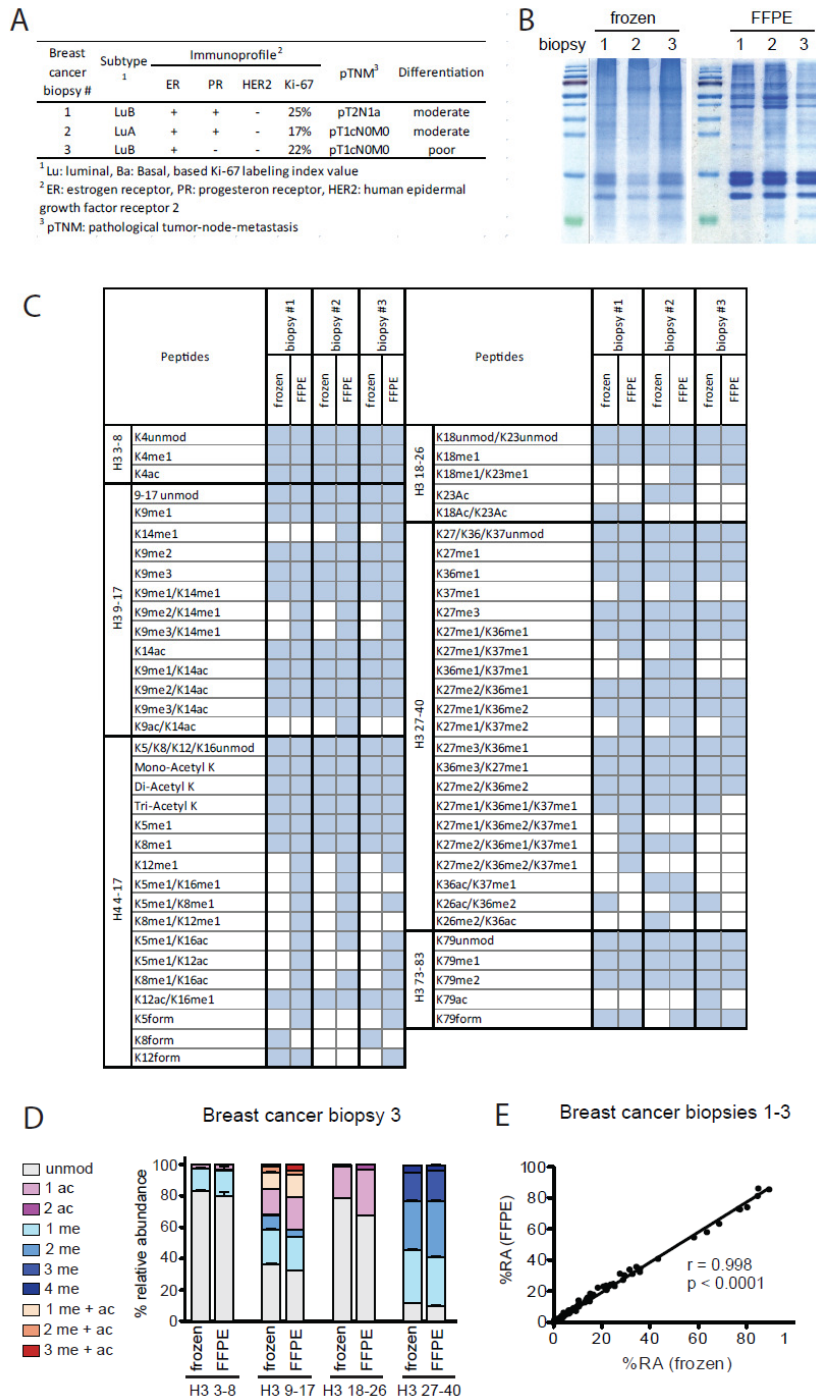 A
Breast cancer biopsy # Subtype 1 Immunoprofile2 pTNM3 Differentiation
ER PR HER2 Ki-67
1 LuB + + - 25% pT2N1a moderate
2 LuA + + - 17% pT1cN0M0 moderate
3 LuB + - - 22% pT1cN0M0 poor
1 Lu: luminal, Ba: Basal, based Ki-67 labeling index value
2 ER: estrogen receptor, PR: progesteron receptor, HER2: human epidermal
growth factor receptor 2
3 pTNM: pathological tumor-node-metastasis
B
frozen FFPE
biopsy 1 2 3 1 2 3
C
Peptides
biopsy #1 biopsy #2 biopsy #3
frozen FFPE frozen FFPE frozen FFPE
H3 3-8
K4unmod
K4me1
K4ac
H3 9-17
9-17 unmod
K9me1
K14me1
K9me2
K9me3
K9me1/K14me1
K9me2/K14me1
K9me3/K14me1
K14ac
K9me1/K14ac
K9me2/K14ac
K9me3/K14ac
K9ac/K14ac
H4 4-17
K5/K8/K12/K16unmod
Mono-Acetyl K
Di-Acetyl K
Tri-Acetyl K
K5me1
K8me1
K12me1
K5me1/K16me1
K5me1/K8me1
K8me1/K12me1
K5me1/K16ac
K5me1/K12ac
K8me1/K16ac
K12ac/K16me1
K5form
K8form
K12form
Peptides
biopsy #1 biopsy #2 biopsy #3
frozen FFPE frozen FFPE frozen FFPE
H3 18-26
K18unmod/K23unmod
K18me1
K18me1/K23me1
K23Ac
K18Ac/K23Ac
H3 27-40
K27/K36/K37unmod
K27me1
K36me1
K37me1
K27me3
K27me1/K36me1
K27me1/K37me1
K36me1/K37me1
K27me2/K36me1
K27me1/K36me2
K27me1/K37me2
K27me3/K36me1
K36me3/K27me1
K27me2/K36me2
K27me1/K36me1/K37me1
K27me1/K36me2/K37me1
K27me2/K36me1/K37me1
K27me2/K36me2/K37me1
K36ac/K37me1
K26ac/K36me2
K26me2/K36ac
H3 73-83
K79unmod
K79me1
K79me2
K79ac
K79form
D
Breast cancer biopsy 3
unmod
1 ac
2 ac
1 me
2 me
3 me
4 me
1 me + ac
2 me + ac
3 me + ac
% relative abundance
100
80
60
40
20
0
frozen FFPE frozen FFPE frozen FFPE frozen FFPE
H3 3-8 H3 9-17 H3 18-26 H3 27-40
E
Breast cancer biopsies 1-3
%RA (FFPE)
100
80
60
40
20
0
r = 0.998
p < 0.0001
0 20 40 60 80 1
%RA (frozen)